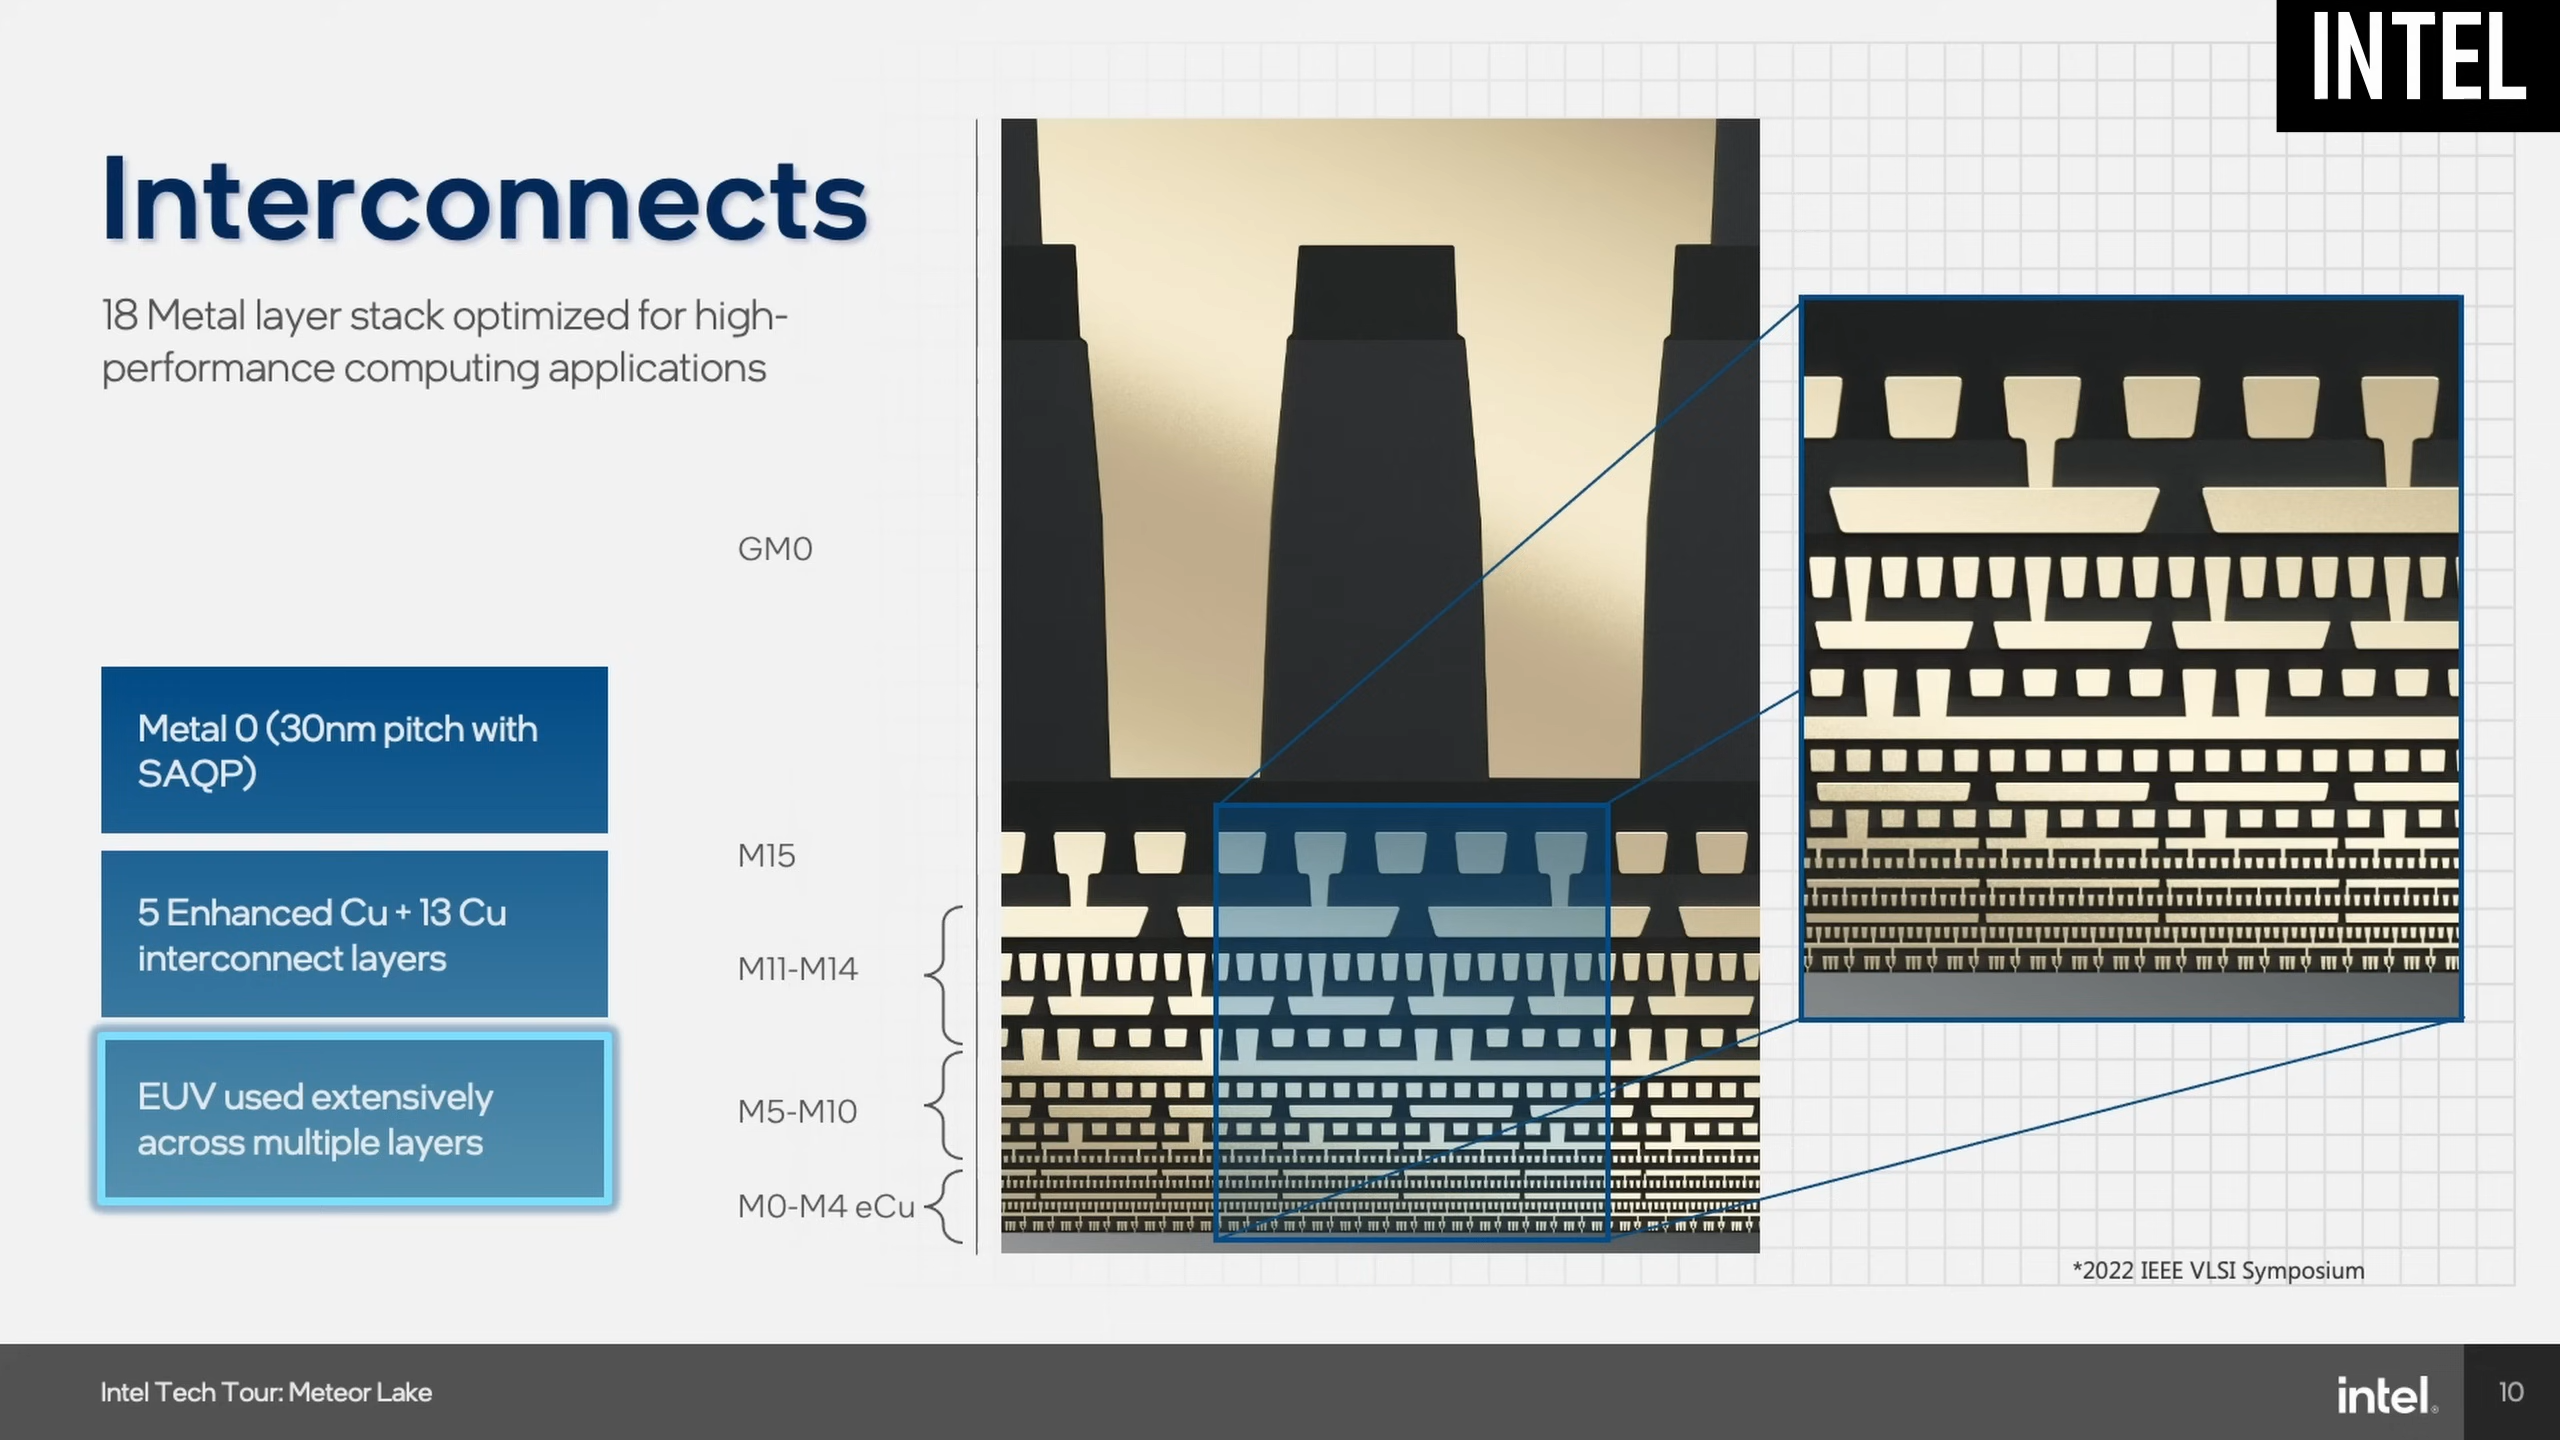 INTEL
Interconnects
18 Metal layer stack optimized for high-
performance computing applications
GM0
Metal 0 (30nm pitch with
SAQP)
M15
5 Enhanced Cu + 13 Cu
interconnect layers
M11-M14
EUV used extensively
across multiple layers
M5-M10
M0-M4 eCu
*2022 IEEE VLSI Symposium
Intel Tech Tour: Meteor Lake
intel®
10